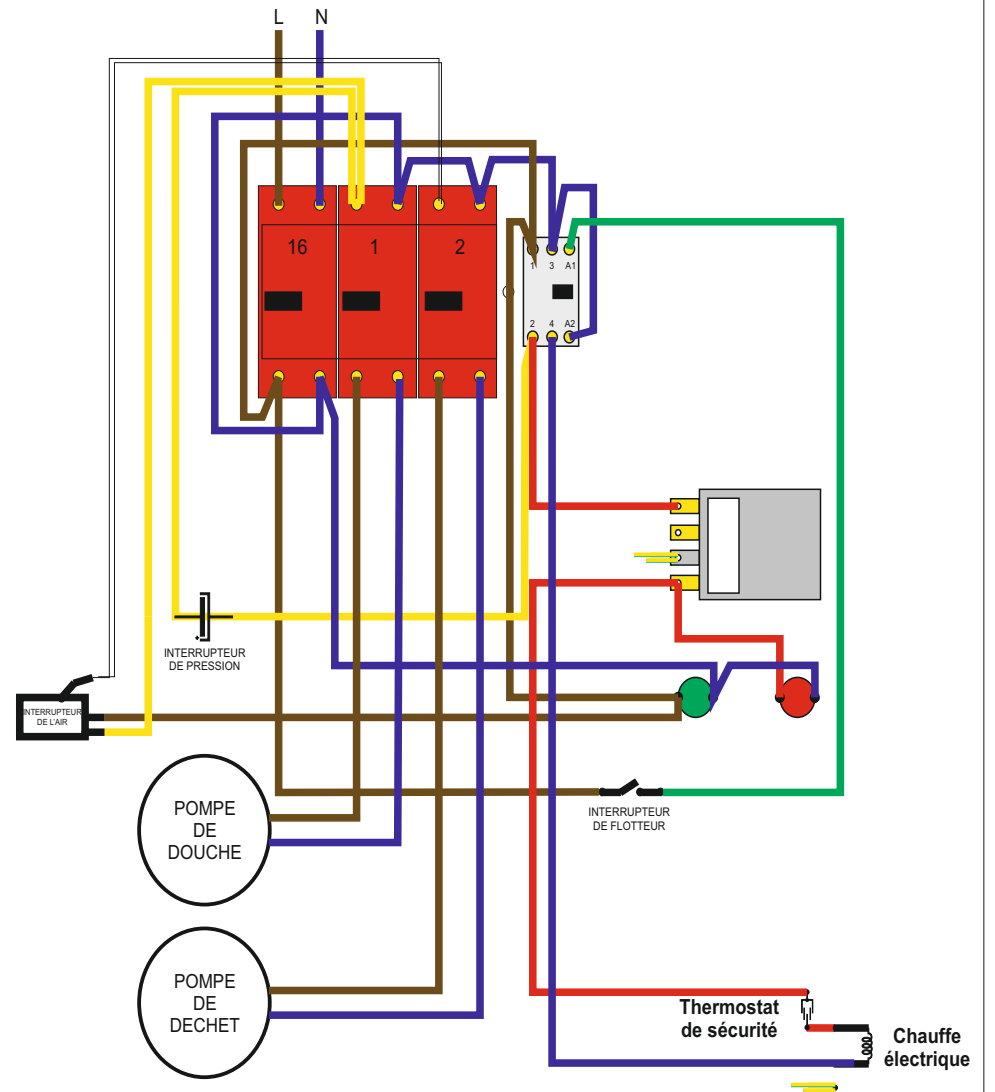 L N
16 1 2
1 3 A1
2 4 A2
INTERRUPTEUR
DE PRESSION
INTERRUPTEUR
DE L'AIR
POMPE
DE
DOUCHE
INTERRUPTEUR
DE FLOTTEUR
POMPE
DE
DECHET
Thermostat
de sécurité
Chauffe
électrique